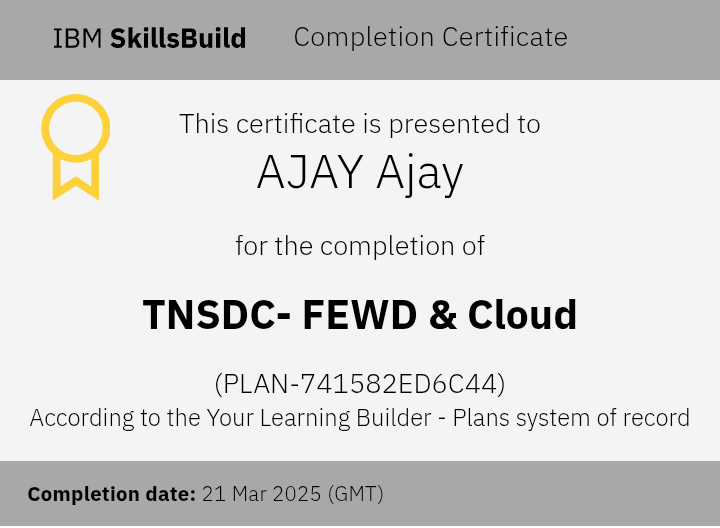 IBM SkillsBuild Completion Certificate
This certificate is presented to
AJAY Ajay
for the completion of
TNSDC- FEWD & Cloud
(PLAN-741582ED6C44)
According to the Your Learning Builder - Plans system of record
Completion date: 21 Mar 2025 (GMT)